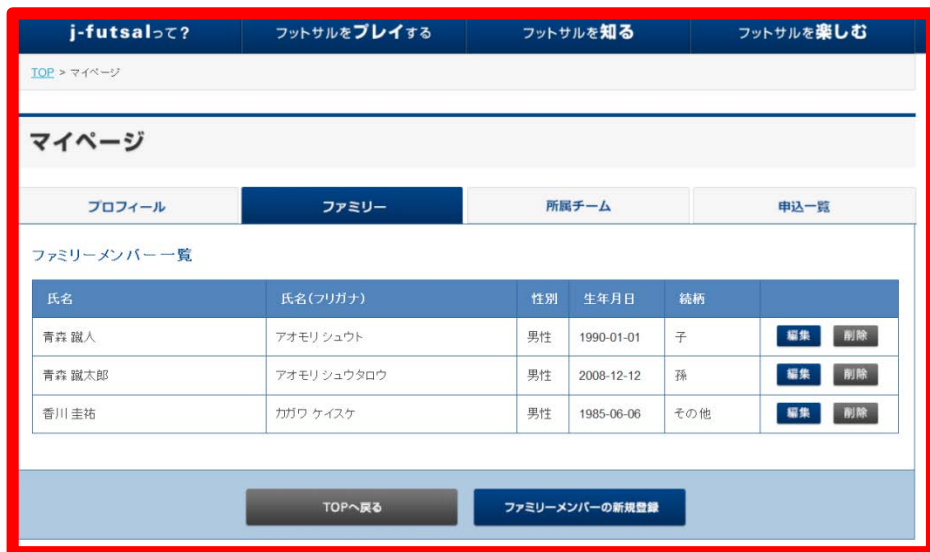 j-futsalって? フットサルをプレイする フットサルを知る フットサルを楽しむ
TOP > マイページ
マイページ
プロフィール ファミリー 所属チーム 申込一覧
ファミリーメンバー一覧
氏名 氏名(フリガナ) 性別 生年月日 続柄
青森 蹴人 アオモリ シュウト 男性 1990-01-01 子 編集 削除
青森 蹴太郎 アオモリ シュウタロウ 男性 2008-12-12 孫 編集 削除
香川 圭祐 カガワ ケイスケ 男性 1985-06-06 その他 編集 削除
TOPへ戻る ファミリーメンバーの新規登録